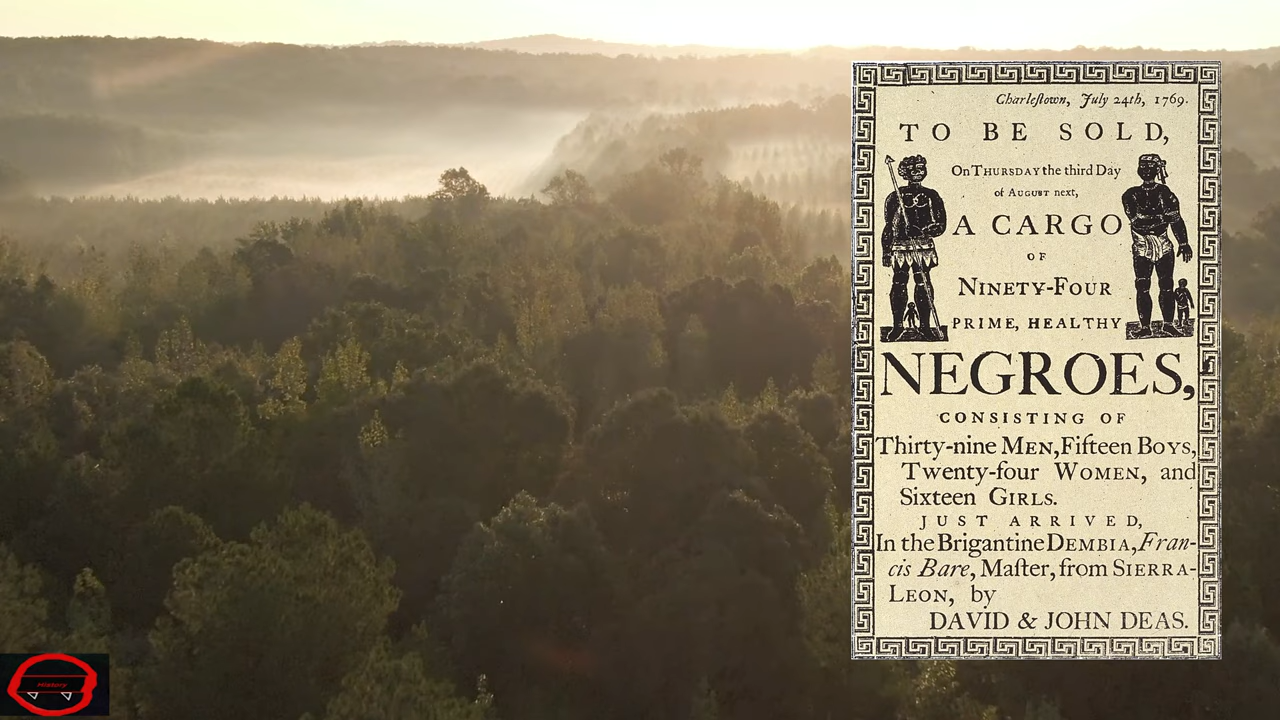 Charlestown, July 24th, 1769.
TO BE SOLD,
On THURSDAY the third Day
of AUGUST next,
A CARGO
OF
NINETY-FOUR
PRIME, HEALTHY
NEGROES,
CONSISTING OF
Thirty-nine MEN, Fifteen BOYS,
Twenty-four WOMEN, and
Sixteen GIRLS.
JUST ARRIVED,
In the Brigantine DEMBIA, Fran-
cis Bare, Maſter, from SIERRA-
LEON, by
DAVID & JOHN DEAS.
History